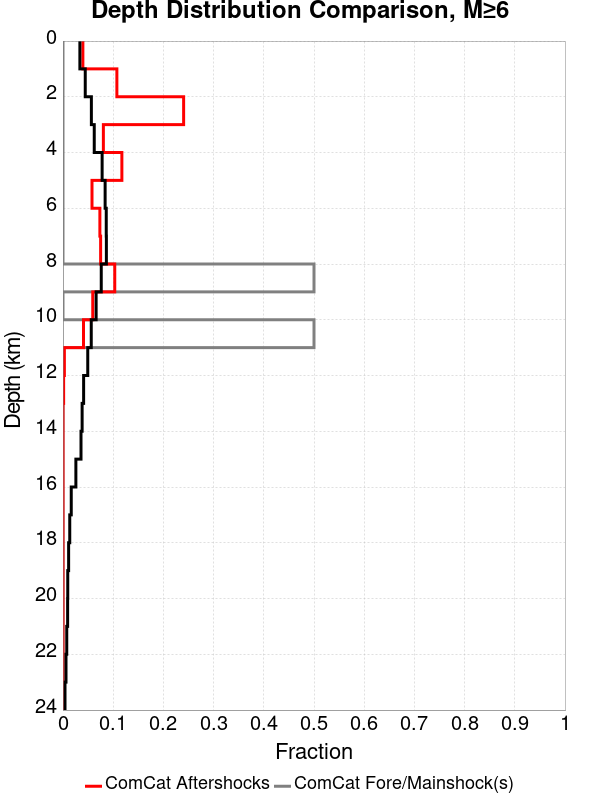 Depth Distribution Comparison, M≥6
0
2
4
6
8
10
12
14
16
18
20
22
24
Depth (km)
0 0.1 0.2 0.3 0.4 0.5 0.6 0.7 0.8 0.9 1
Fraction
ComCat Aftershocks ComCat Fore/Mainshock(s)